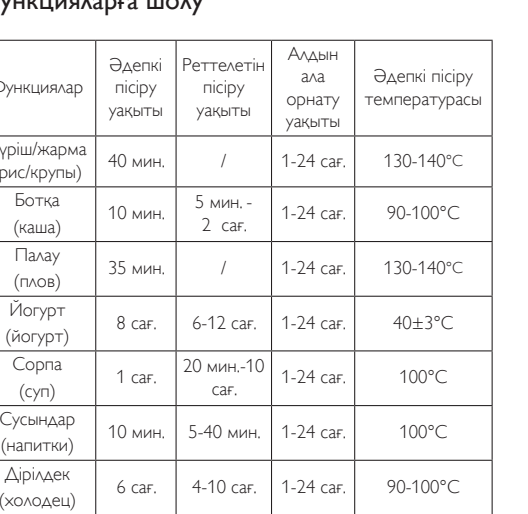 ункцияларға шолу
Функциялар Әдепкі пісіру уақыты Реттелетін пісіру уақыты Алдын ала орнату уақыты Әдепкі пісіру температурасы
үріш/жарма рис/крупы) 40 мин. / 1-24 сағ. 130-140°C
Ботқа (каша) 10 мин. 5 мин. - 2 сағ. 1-24 сағ. 90-100°C
Палау (плов) 35 мин. / 1-24 сағ. 130-140°C
Йогурт (йогурт) 8 сағ. 6-12 сағ. 1-24 сағ. 40±3°C
Сорпа (суп) 1 сағ. 20 мин.-10 сағ. 1-24 сағ. 100°C
Сусындар (напитки) 10 мин. 5-40 мин. 1-24 сағ. 100°C
Дірілдек (холодец) 6 сағ. 4-10 сағ. 1-24 сағ. 90-100°C